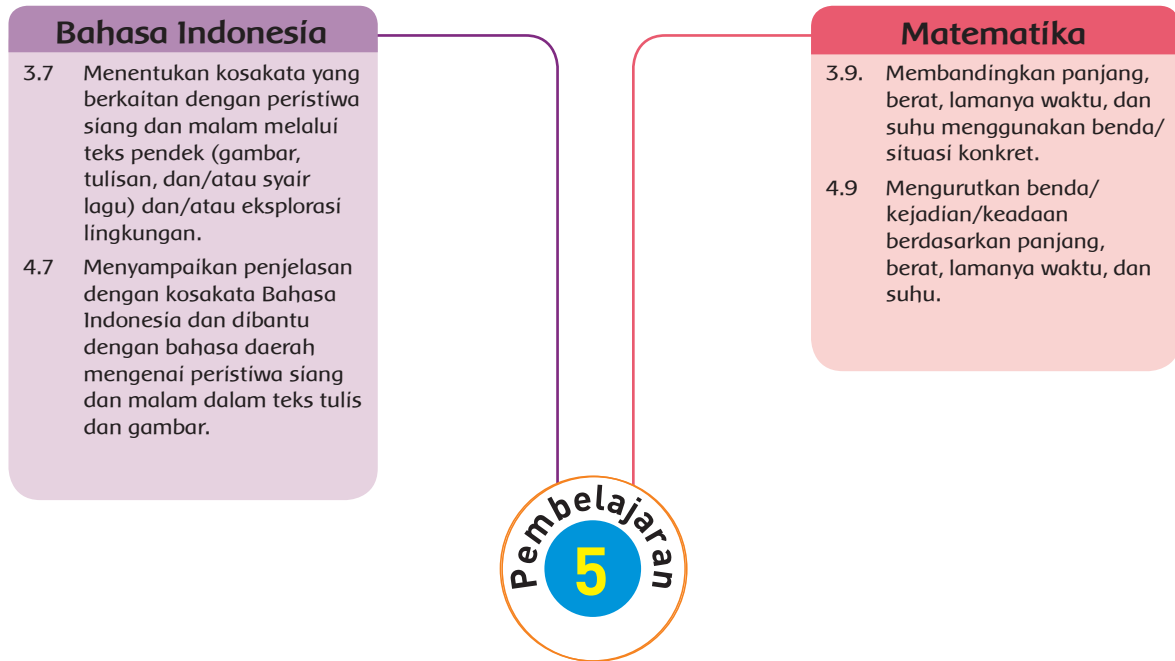 Bahasa Indonesia
3.7 Menentukan kosakata yang
berkaitan dengan peristiwa
siang dan malam melalui
teks pendek (gambar,
tulisan, dan/atau syair
lagu) dan/atau eksplorasi
lingkungan.
4.7 Menyampaikan penjelasan
dengan kosakata Bahasa
Indonesia dan dibantu
dengan bahasa daerah
mengenai peristiwa siang
dan malam dalam teks tulis
dan gambar.
Matematika
3.9. Membandingkan panjang,
berat, lamanya waktu, dan
suhu menggunakan benda/
situasi konkret.
4.9 Mengurutkan benda/
kejadian/keadaan
berdasarkan panjang,
berat, lamanya waktu, dan
suhu.
Pembelajaran
5